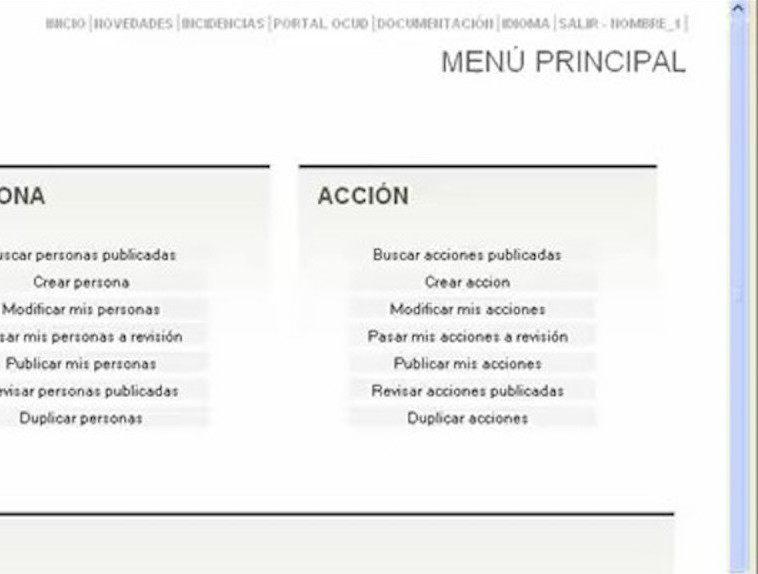 INICIO | NOVEDADES | INCIDENCIAS | PORTAL OCUD | DOCUMENTACIÓN | IDIOMA | SALIR - NOMBRE_1 |
MENÚ PRINCIPAL
ONA
uscar personas publicadas
Crear persona
Modificar mis personas
sar mis personas a revisión
Publicar mis personas
evisar personas publicadas
Duplicar personas
ACCIÓN
Buscar acciones publicadas
Crear accion
Modificar mis acciones
Pasar mis acciones a revisión
Publicar mis acciones
Revisar acciones publicadas
Duplicar acciones